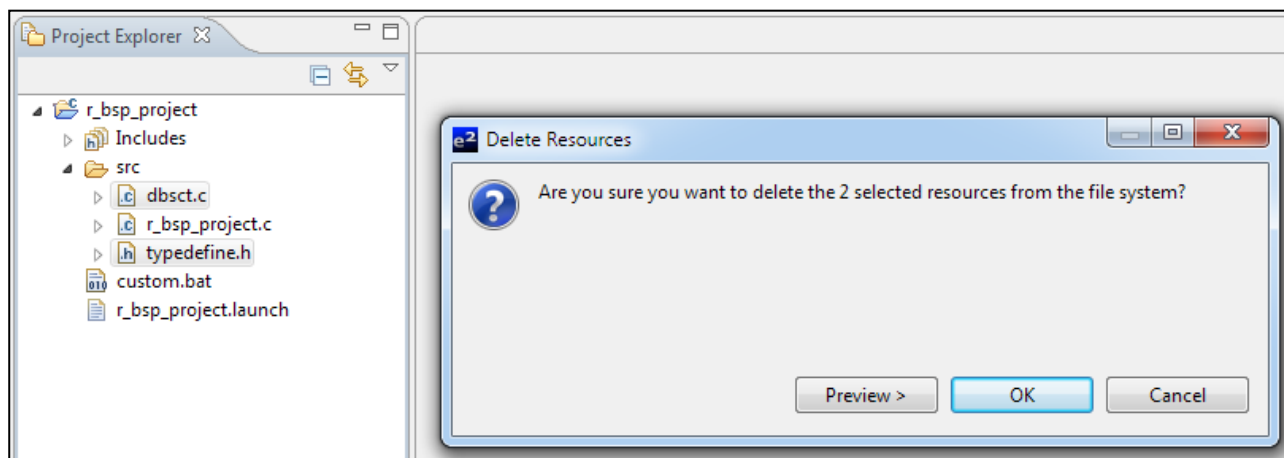 Project Explorer
r_bsp_project
Includes
src
dbsct.c
r_bsp_project.c
typedefine.h
custom.bat
r_bsp_project.launch
e2 Delete Resources
Are you sure you want to delete the 2 selected resources from the file system?
Preview >
OK
Cancel